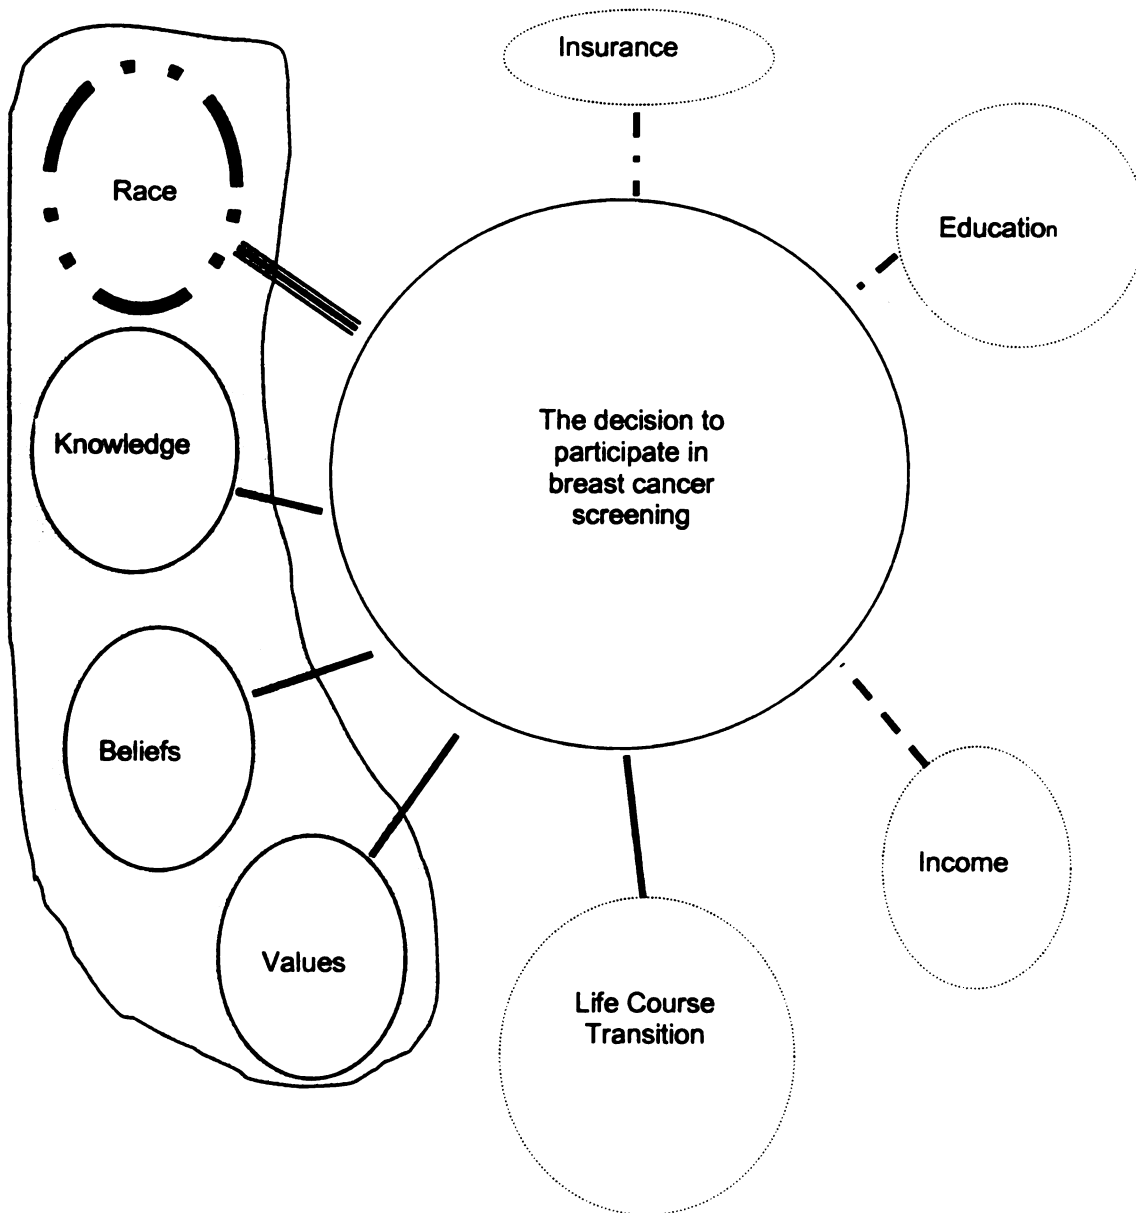 Insurance
Race
Education
Knowledge
The decision to
participate in
breast cancer
screening
Beliefs
Income
Values
Life Course
Transition